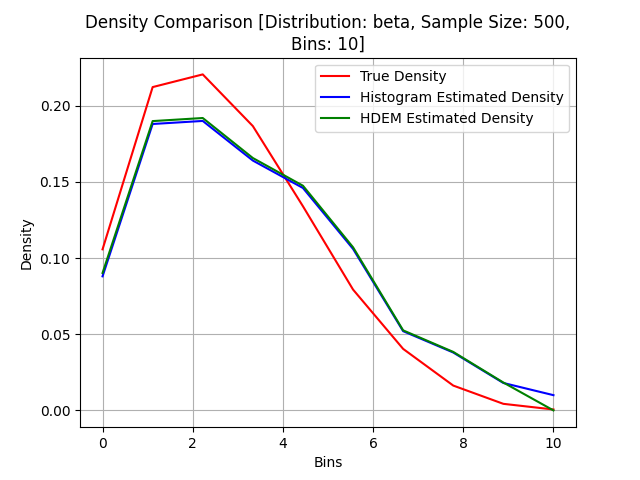 Density Comparison [Distribution: beta, Sample Size: 500,
Bins: 10]
True Density
Histogram Estimated Density
HDEM Estimated Density
Density
0.20
0.15
0.10
0.05
0.00
0 2 4 6 8 10
Bins